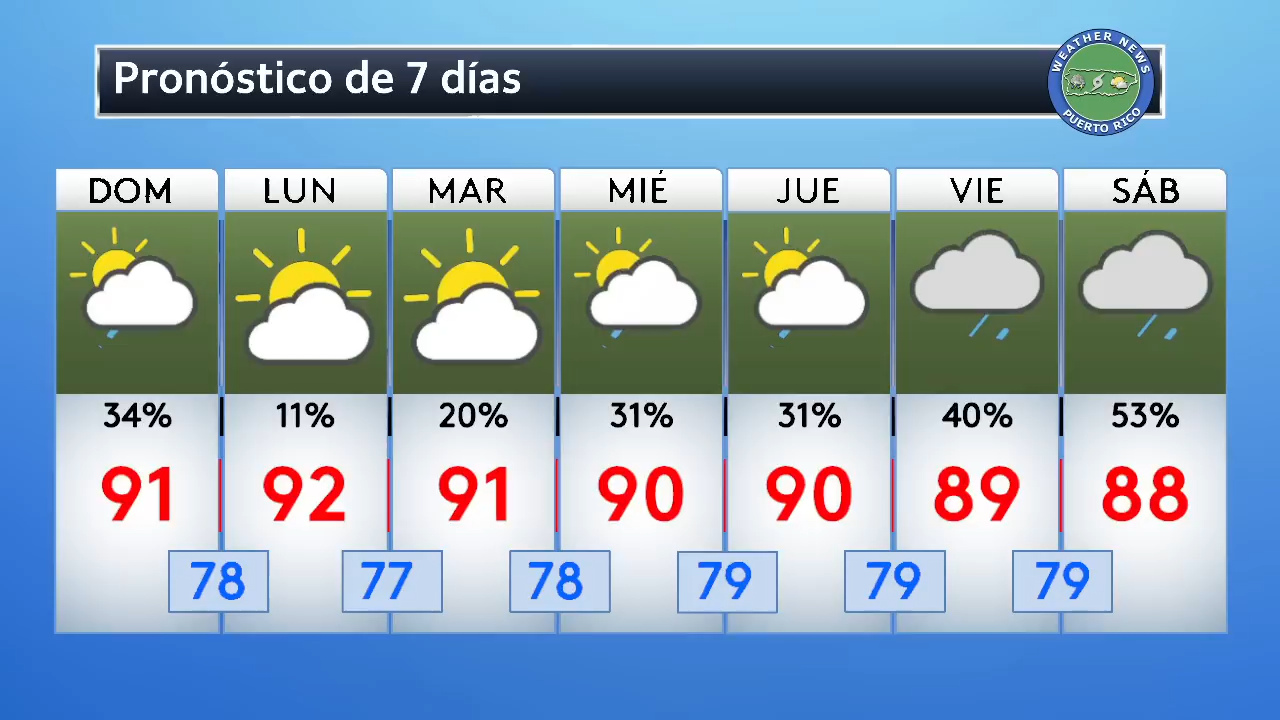 Pronóstico de 7 días
WEATHER NEWS
PUERTO RICO
DOM LUN MAR MIÉ JUE VIE SÁB
34% 11% 20% 31% 31% 40% 53%
91 92 91 90 90 89 88
78 77 78 79 79 79